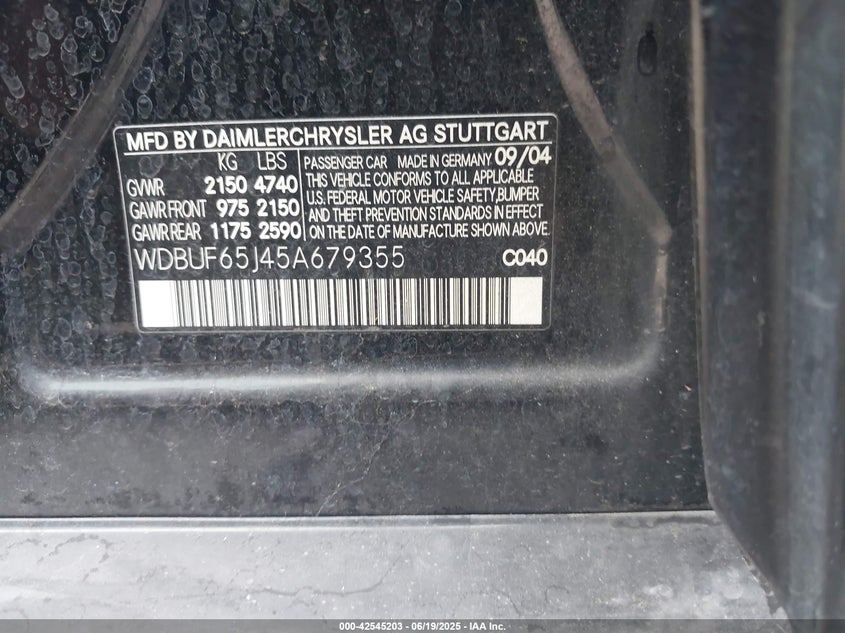 MFD BY DAIMLERCHRYSLER AG STUTTGART
KG LBS PASSENGER CAR MADE IN GERMANY 09/04
GVWR 2150 4740 THIS VEHICLE CONFORMS TO ALL APPLICABLE
U.S. FEDERAL MOTOR VEHICLE SAFETY,BUMPER
GAWR FRONT 975 2150 AND THEFT PREVENTION STANDARDS IN EFFECT
GAWR REAR 1175 2590 ON THE DATE OF MANUFACTURE SHOWN ABOVE.
WDBUF65J45A679355 C040
000-42545203 - 06/19/2025 - IAA Inc.